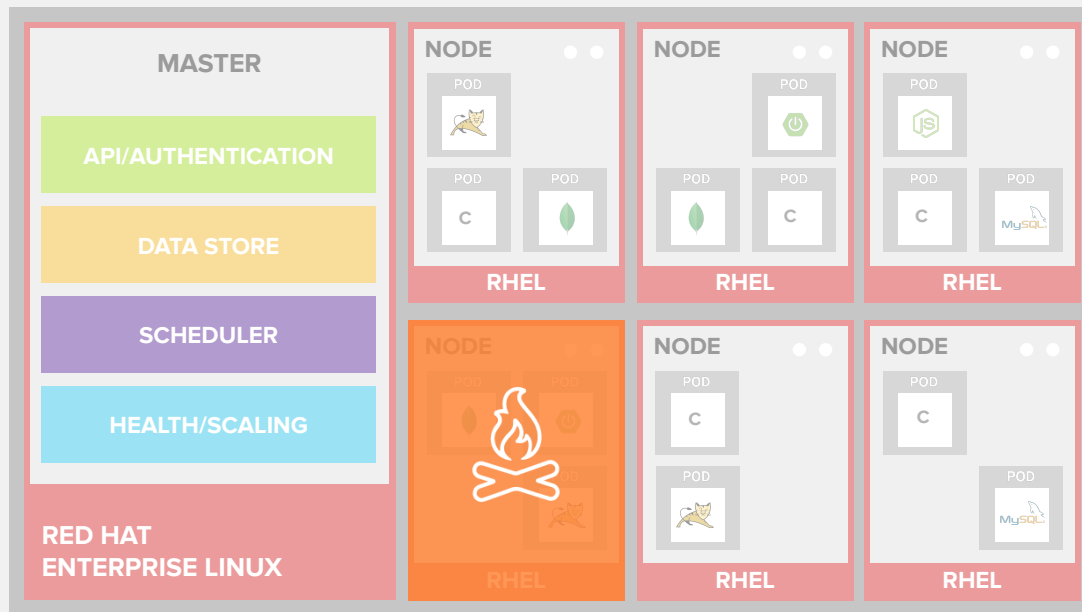 MASTER
API/AUTHENTICATION
DATA STORE
SCHEDULER
HEALTH/SCALING
RED HAT
ENTERPRISE LINUX
NODE
POD
POD
C
POD
RHEL
NODE
POD
POD
POD
C
RHEL
NODE
POD
JS
POD
C
POD
MySQL
RHEL
NODE
POD
POD
POD
RHEL
NODE
POD
C
POD
RHEL
NODE
POD
C
POD
MySQL
RHEL